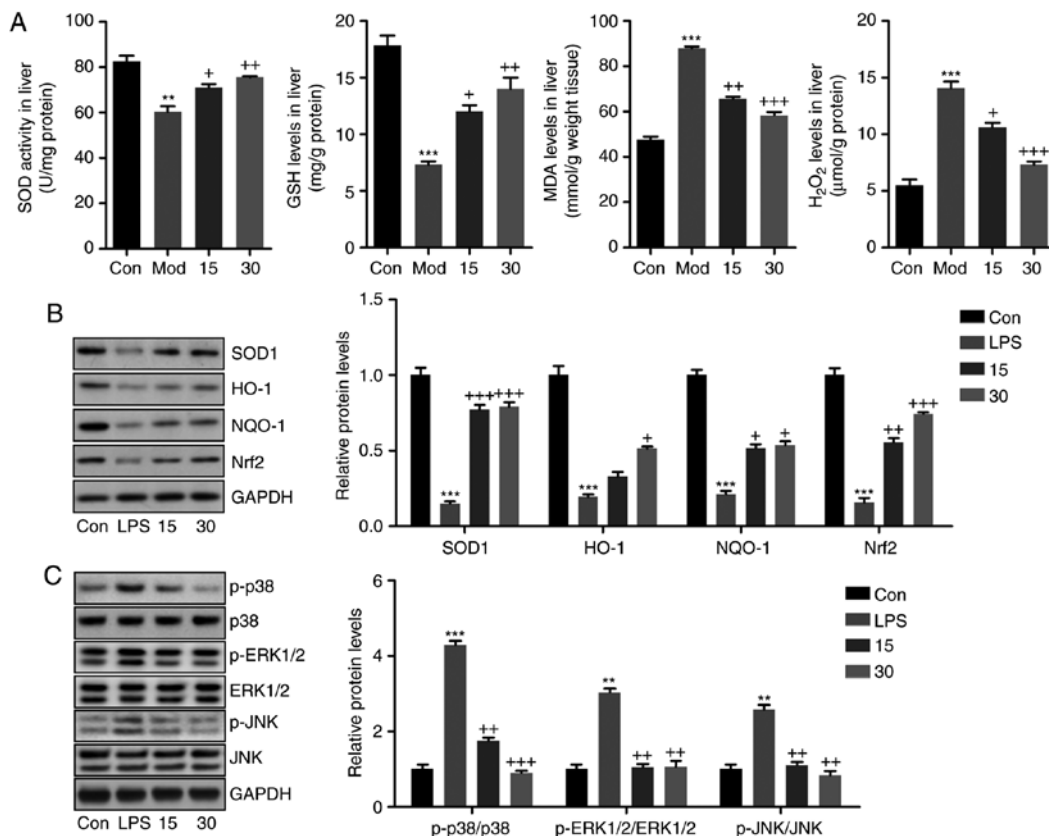 A
SOD activity in liver
(U/mg protein)
100
80
60
40
20
0
**
+
++
Con Mod 15 30
GSH levels in liver
(mg/g protein)
20
15
10
5
0
***
+
++
Con Mod 15 30
MDA levels in liver
(mmol/g weight tissue)
100
80
60
40
20
0
***
++
+++
Con Mod 15 30
H2O2 levels in liver
(μmol/g protein)
20
15
10
5
0
***
+
+++
Con Mod 15 30
B
SOD1
HO-1
NQO-1
Nrf2
GAPDH
Con LPS 15 30
Relative protein levels
1.5
1.0
0.5
0.0
*** +++ +++
*** +
*** + +
*** ++ +++
SOD1 HO-1 NQO-1 Nrf2
Con
LPS
15
30
C
p-p38
p38
p-ERK1/2
ERK1/2
p-JNK
JNK
GAPDH
Con LPS 15 30
Relative protein levels
6
4
2
0
*** ++ +++
** ++ ++
** ++ ++
p-p38/p38 p-ERK1/2/ERK1/2 p-JNK/JNK
Con
LPS
15
30